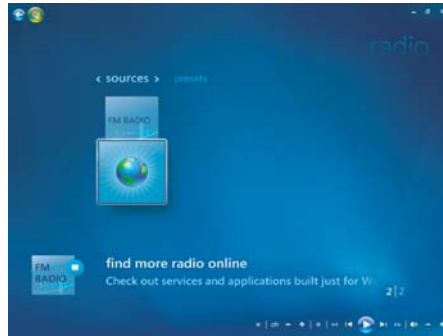 radio
‹ sources › presets
FM RADIO
FM
RADIO
find more radio online
Check out services and applications built just for W
2|2
ch